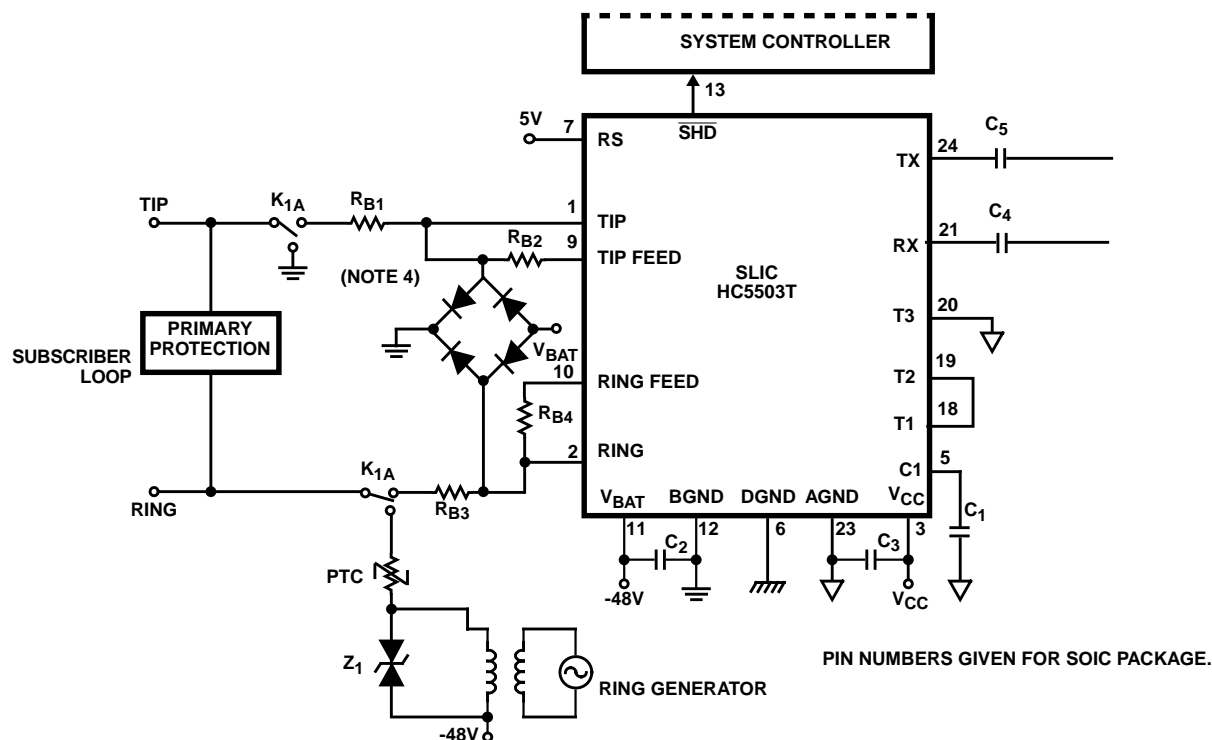 SYSTEM CONTROLLER
13
5V
7
RS
SHD
24
TX
C5
TIP
K1A
RB1
1
TIP
21
RX
C4
RB2
9
TIP FEED
(NOTE 4)
SLIC
HC5503T
20
T3
PRIMARY
PROTECTION
SUBSCRIBER
LOOP
VBAT
10
RING FEED
19
T2
RB4
18
T1
2
RING
5
C1
K1A
RING
RB3
VBAT
BGND
DGND
AGND
VCC
C1
11
12
6
23
3
C2
C3
PTC
-48V
VCC
Z1
RING GENERATOR
PIN NUMBERS GIVEN FOR SOIC PACKAGE.
-48V